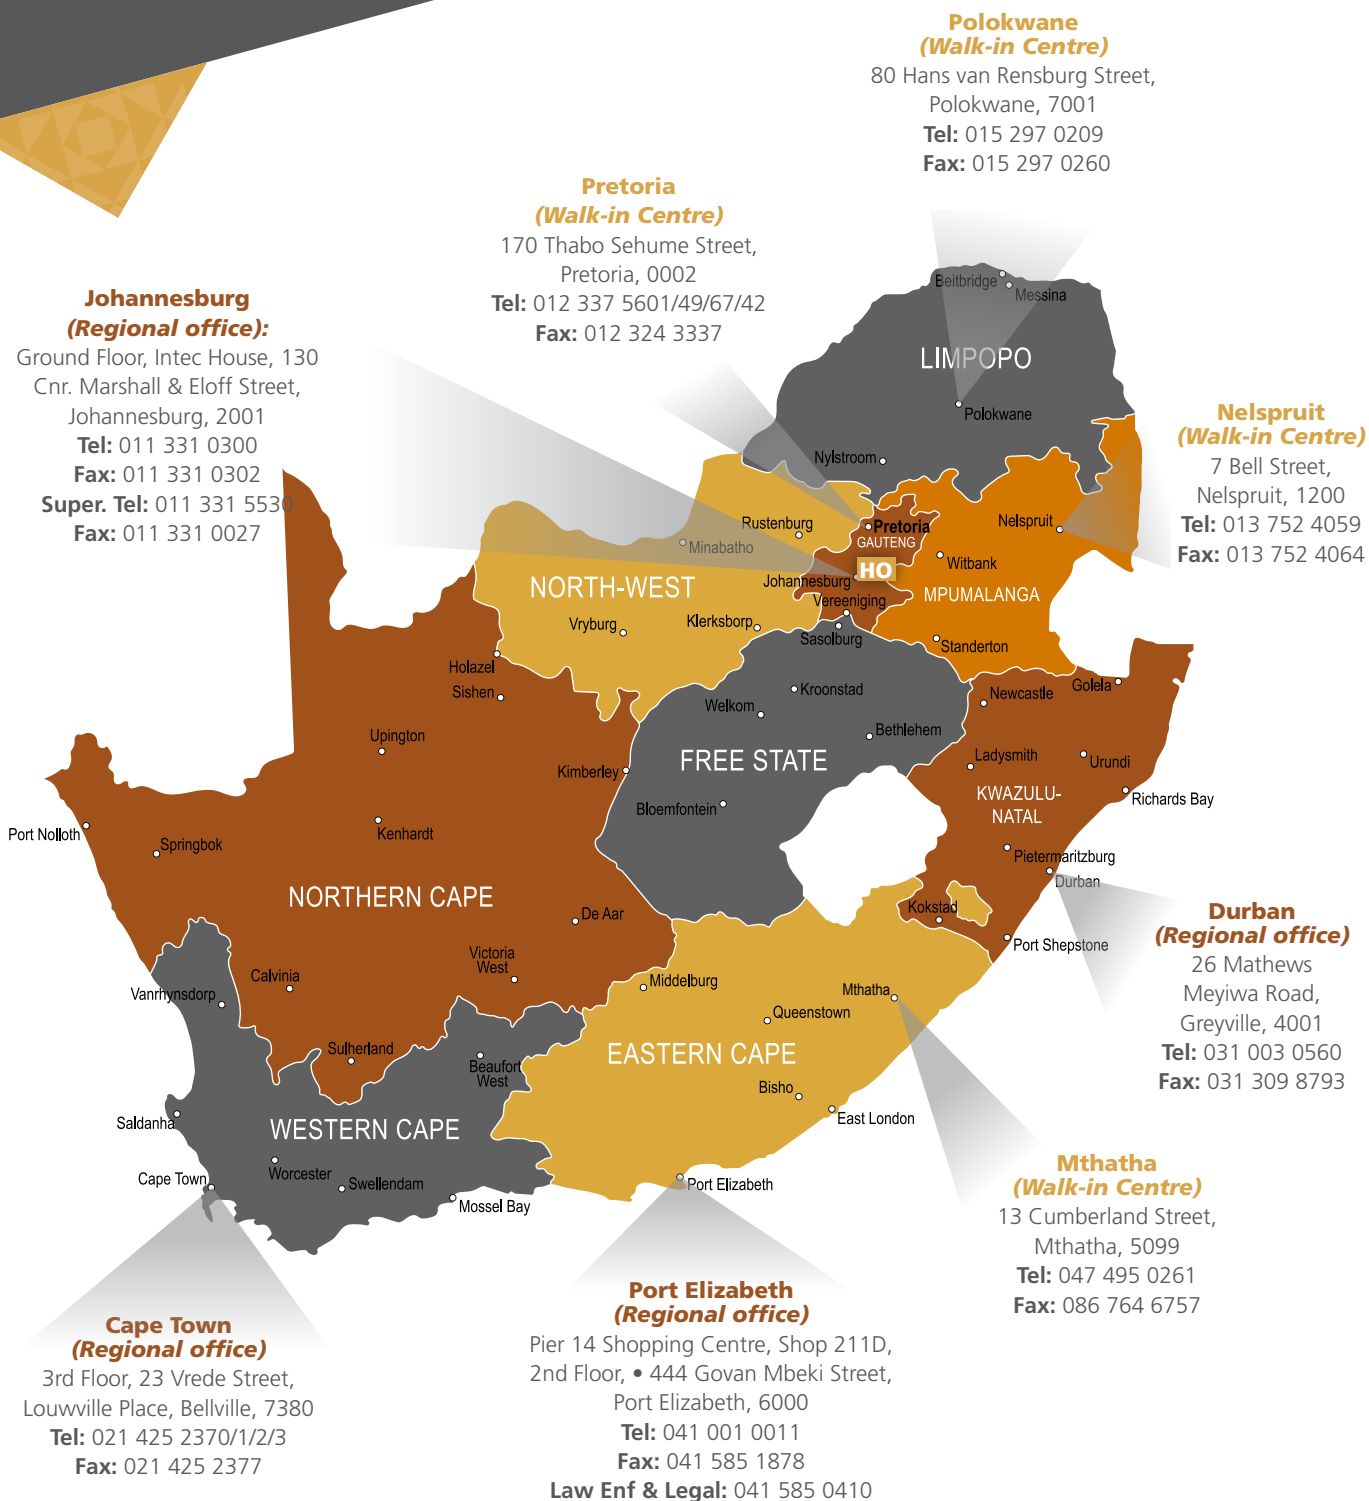 Polokwane
(Walk-in Centre)
80 Hans van Rensburg Street,
Polokwane, 7001
Tel: 015 297 0209
Fax: 015 297 0260
Pretoria
(Walk-in Centre)
170 Thabo Sehume Street,
Pretoria, 0002
Tel: 012 337 5601/49/67/42
Fax: 012 324 3337
Johannesburg
(Regional office):
Ground Floor, Intec House, 130
Cnr. Marshall & Eloff Street,
Johannesburg, 2001
Tel: 011 331 0300
Fax: 011 331 0302
Super. Tel: 011 331 5530
Fax: 011 331 0027
Nelspruit
(Walk-in Centre)
7 Bell Street,
Nelspruit, 1200
Tel: 013 752 4059
Fax: 013 752 4064
Beitbridge
Messina
LIMPOPO
Polokwane
Nylstroom
Rustenburg
Minabatho
Pretoria
GAUTENG
HO
Johannesburg
Vereeniging
Nelspruit
Witbank
MPUMALANGA
Standerton
NORTH-WEST
Vryburg
Klerksborp
Sasolburg
Holazel
Sishen
Kroonstad
Welkom
Bethlehem
FREE STATE
Bloemfontein
Newcastle
Golela
Ladysmith
Urundi
KWAZULU-
NATAL
Richards Bay
Pietermaritzburg
Durban
Kokstad
Port Shepstone
Upington
Kimberley
Port Nolloth
Springbok
Kenhardt
NORTHERN CAPE
De Aar
Victoria
West
Calvinia
Vanrhynsdorp
Sulherland
Middelburg
Mthatha
Queenstown
EASTERN CAPE
Beaufort
West
Bisho
East London
Saldanha
WESTERN CAPE
Cape Town
Worcester
Swellendam
Mossel Bay
Port Elizabeth
Durban
(Regional office)
26 Mathews
Meyiwa Road,
Greyville, 4001
Tel: 031 003 0560
Fax: 031 309 8793
Mthatha
(Walk-in Centre)
13 Cumberland Street,
Mthatha, 5099
Tel: 047 495 0261
Fax: 086 764 6757
Port Elizabeth
(Regional office)
Pier 14 Shopping Centre, Shop 211D,
2nd Floor, • 444 Govan Mbeki Street,
Port Elizabeth, 6000
Tel: 041 001 0011
Fax: 041 585 1878
Law Enf & Legal: 041 585 0410
Cape Town
(Regional office)
3rd Floor, 23 Vrede Street,
Louwville Place, Bellville, 7380
Tel: 021 425 2370/1/2/3
Fax: 021 425 2377